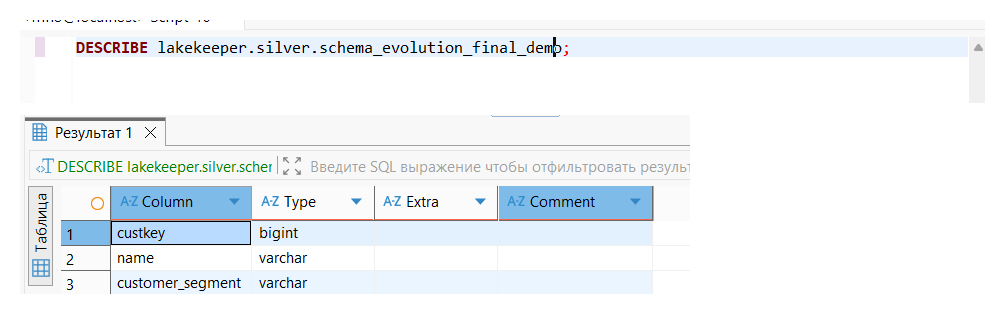 DESCRIBE lakekeeper.silver.schema_evolution_final_demo;
Результат 1
DESCRIBE lakekeeper.silver.scher
Введите SQL выражение чтобы отфильтровать результ
Таблица
A-Z Column A-Z Type A-Z Extra A-Z Comment
1 custkey bigint
2 name varchar
3 customer_segment varchar